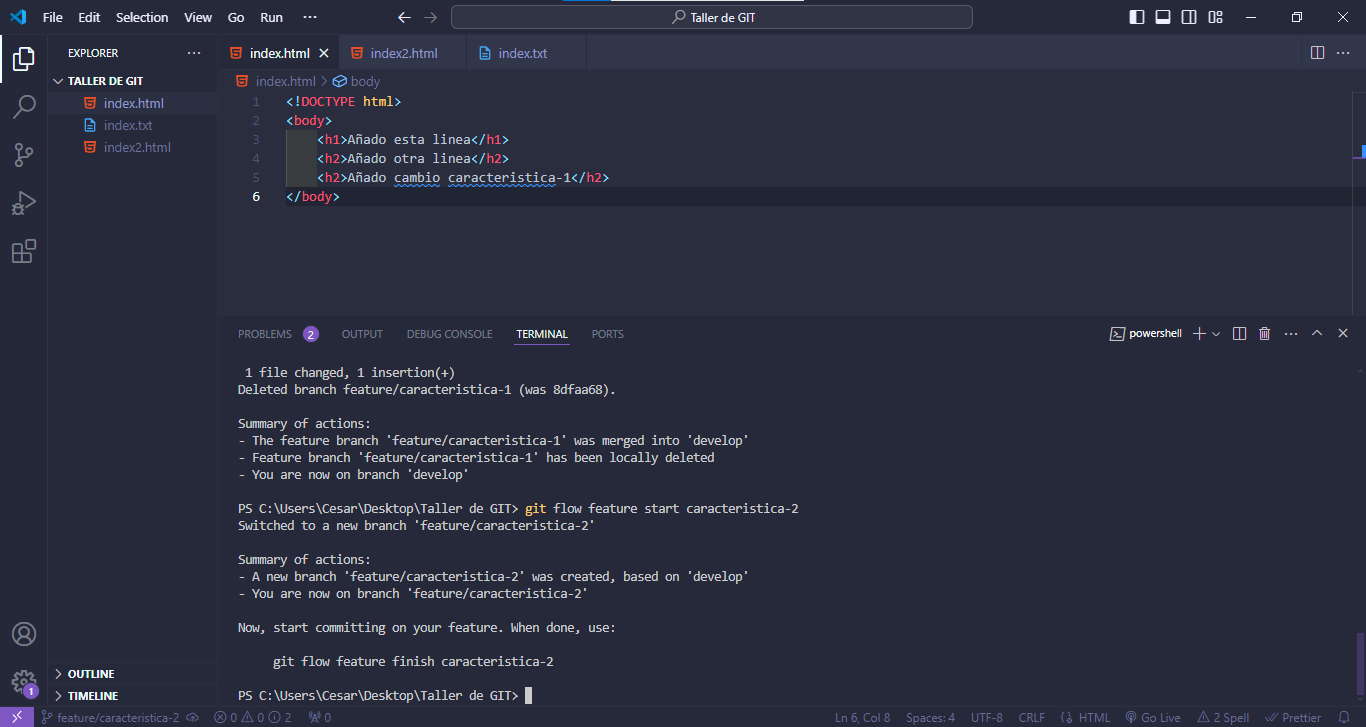 File Edit Selection View Go Run ··· Taller de GIT
EXPLORER ···
TALLER DE GIT
index.html
index.txt
index2.html
OUTLINE
TIMELINE
index.html index2.html index.txt
index.html > body
1 <!DOCTYPE html>
2 <body>
3 <h1>Añado esta linea</h1>
4 <h2>Añado otra linea</h2>
5 <h2>Añado cambio caracteristica-1</h2>
6 </body>
PROBLEMS 2 OUTPUT DEBUG CONSOLE TERMINAL PORTS powershell
1 file changed, 1 insertion(+)
Deleted branch feature/caracteristica-1 (was 8dfaa68).
Summary of actions:
- The feature branch 'feature/caracteristica-1' was merged into 'develop'
- Feature branch 'feature/caracteristica-1' has been locally deleted
- You are now on branch 'develop'
PS C:\Users\Cesar\Desktop\Taller de GIT> git flow feature start caracteristica-2
Switched to a new branch 'feature/caracteristica-2'
Summary of actions:
- A new branch 'feature/caracteristica-2' was created, based on 'develop'
- You are now on branch 'feature/caracteristica-2'
Now, start committing on your feature. When done, use:
git flow feature finish caracteristica-2
PS C:\Users\Cesar\Desktop\Taller de GIT>
1
feature/caracteristica-2 0 0 2 0 Ln 6, Col 8 Spaces: 4 UTF-8 CRLF {} HTML Go Live 2 Spell Prettier